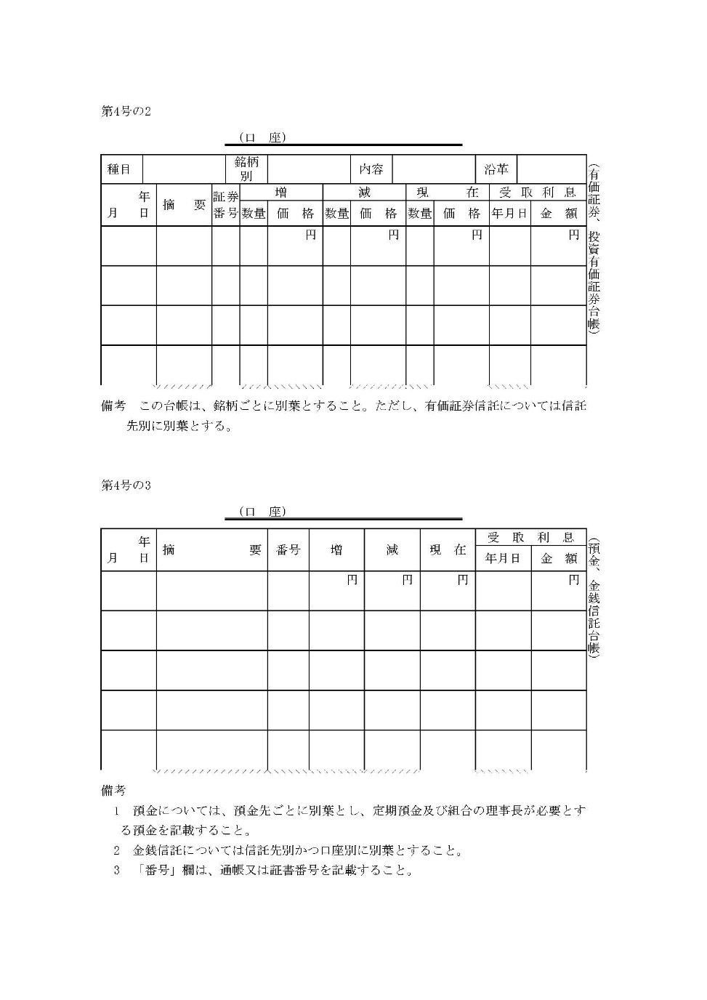 第4号の2
（口　座）
種目　銘柄別　内容　沿革
年　月　日　摘　要　証券番号　増　減　現　在　受　取　利　息
数量　価　格　数量　価　格　数量　価　格　年月日　金　額
円　円　円　円
（有価証券、投資有価証券台帳）
備考　この台帳は、銘柄ごとに別葉とすること。ただし、有価証券信託については信託
先別に別葉とする。
第4号の3
（口　座）
年　月　日　摘　要　番号　増　減　現　在　受　取　利　息
年月日　金　額
円　円　円　円
（預金、金銭信託台帳）
備考
1　預金については、預金先ごとに別葉とし、定期預金及び組合の理事長が必要とす
る預金を記載すること。
2　金銭信託については信託先別かつ口座別に別葉とすること。
3　「番号」欄は、通帳又は証書番号を記載すること。